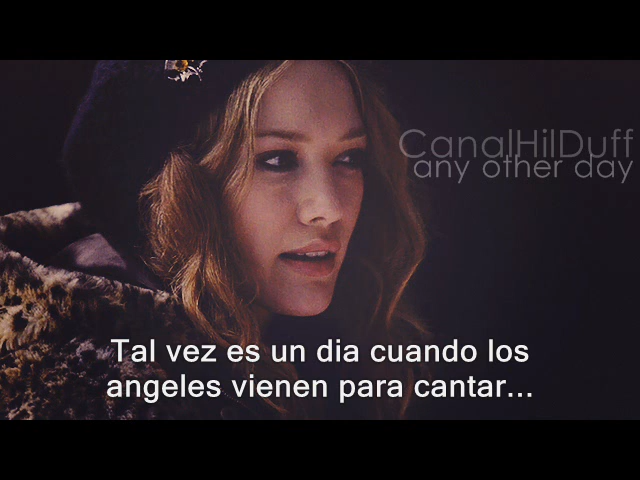 CanalHilDuff
any other day
Tal vez es un dia cuando los
angeles vienen para cantar...